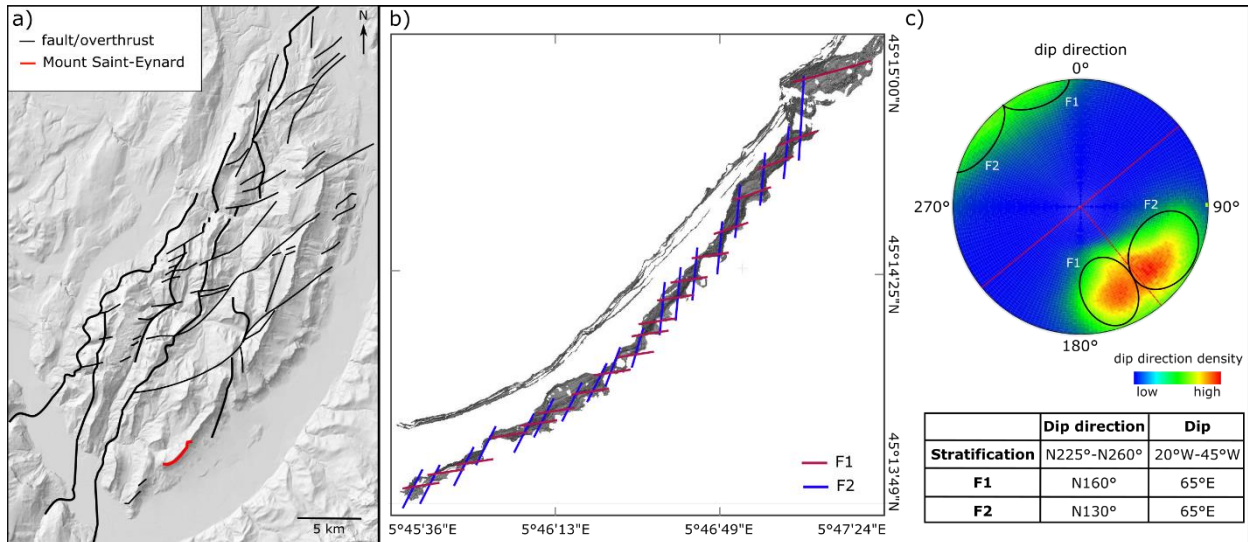 a)
N
fault/overthrust
Mount Saint-Eynard
5 km
b)
45°15'00"N
45°14'25"N
45°13'49"N
F1
F2
5°45'36"E 5°46'13"E 5°46'49"E 5°47'24"E
c)
dip direction
0°
F1
F2
270° 90°
F2
F1
180°
dip direction density
low high
Dip direction Dip
Stratification N225°-N260° 20°W-45°W
F1 N160° 65°E
F2 N130° 65°E